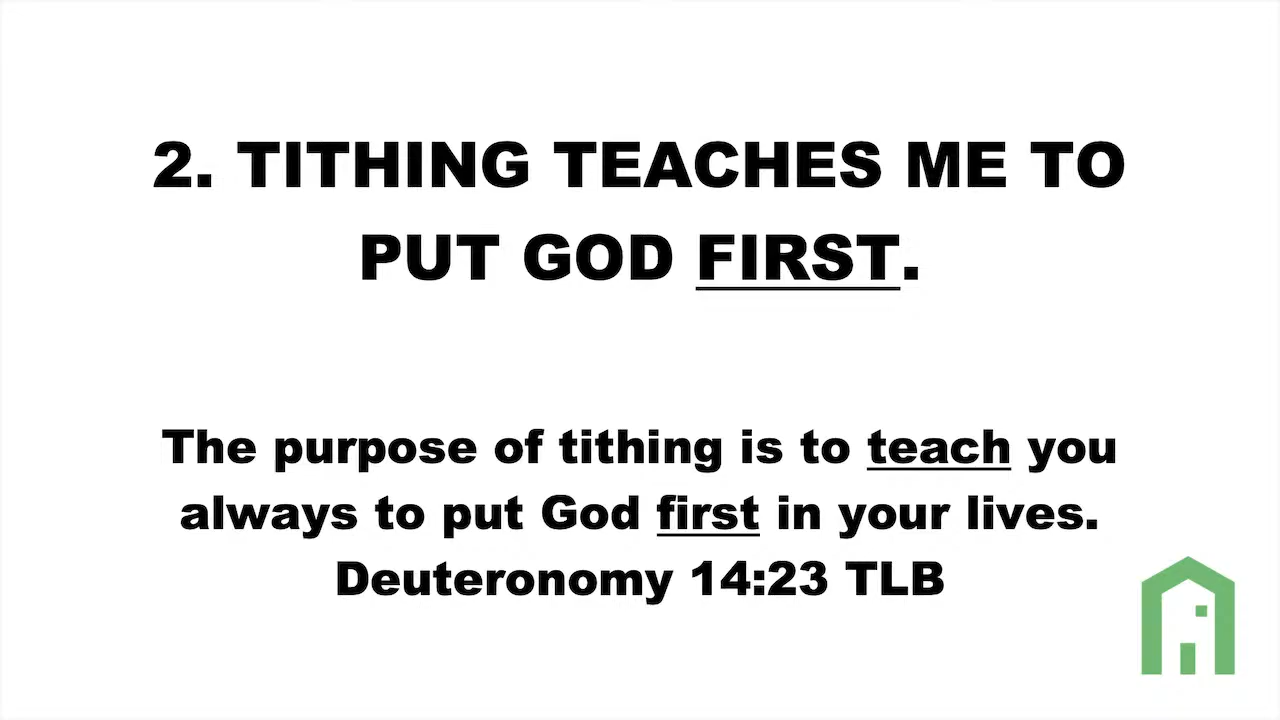 2. TITHING TEACHES ME TO
PUT GOD FIRST.
The purpose of tithing is to teach you
always to put God first in your lives.
Deuteronomy 14:23 TLB